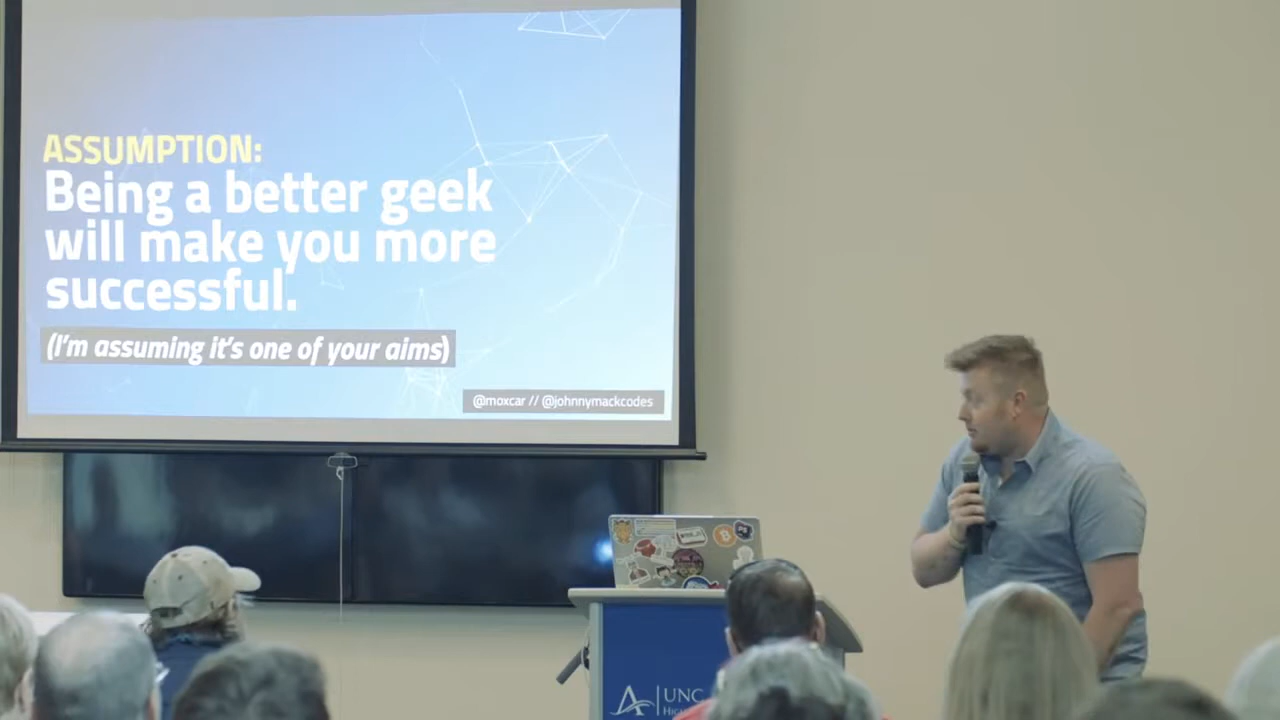 ASSUMPTION:
Being a better geek
will make you more
successful.
(I'm assuming it's one of your aims)
@moxcar // @johnnymackcodes
UNC